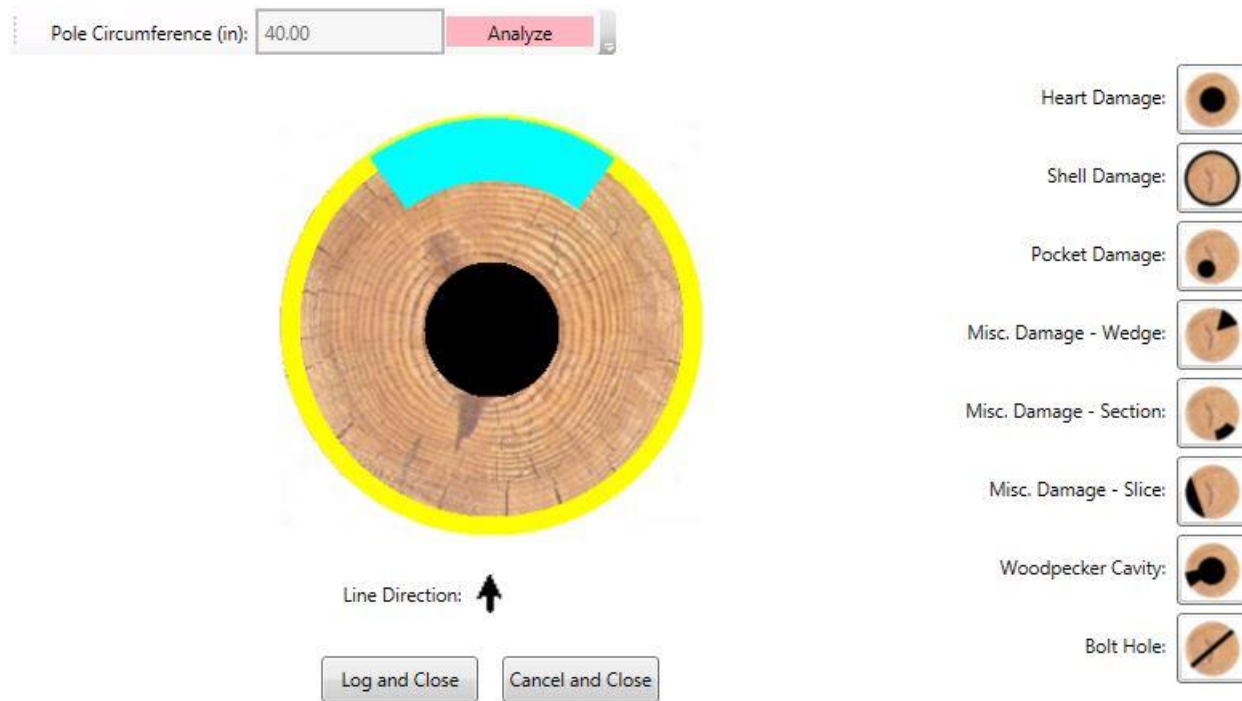 Pole Circumference (in): 40.00 Analyze
Heart Damage:
Shell Damage:
Pocket Damage:
Misc. Damage - Wedge:
Misc. Damage - Section:
Misc. Damage - Slice:
Woodpecker Cavity:
Bolt Hole:
Line Direction:
Log and Close Cancel and Close